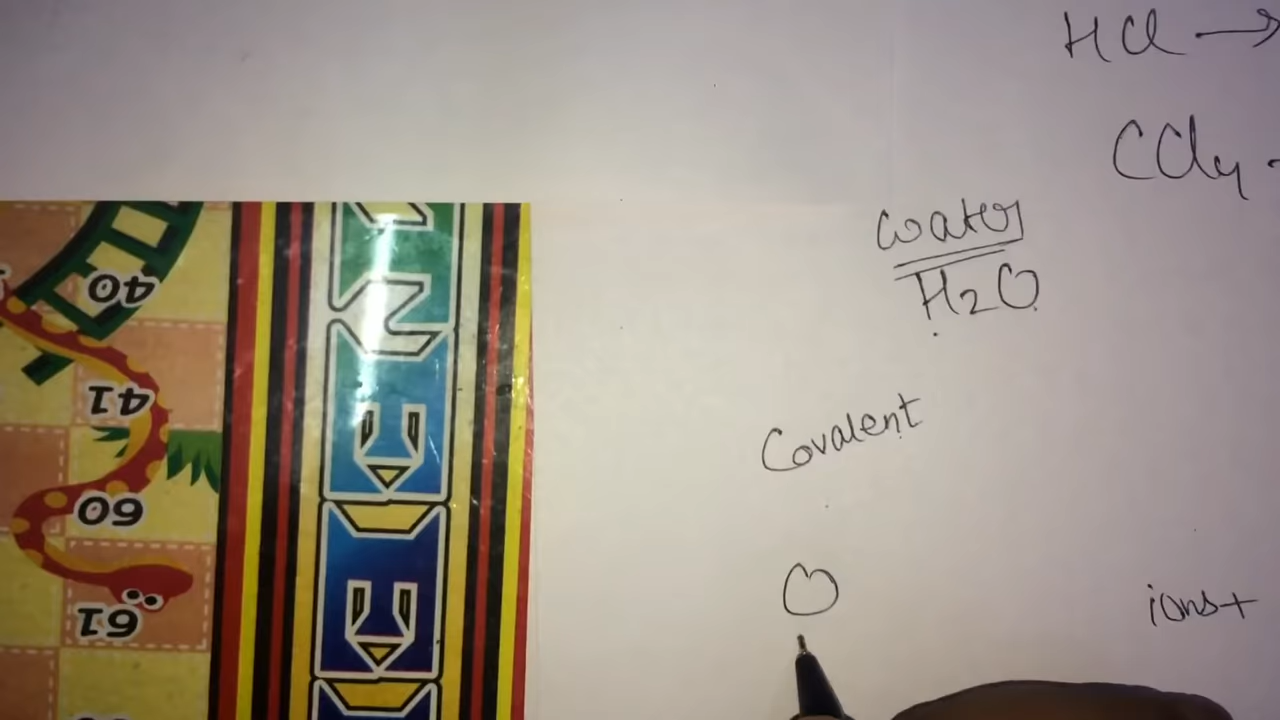 HCl →
CCl4
water
H2O
Covalent
O
ions+
40
41
60
61